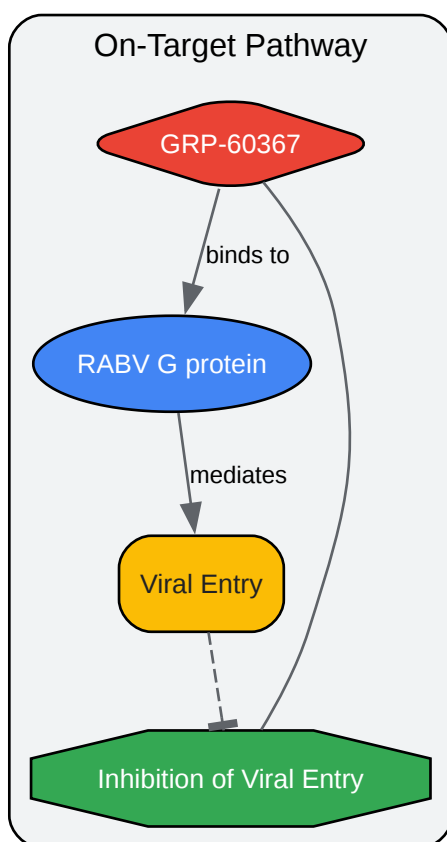 On-Target Pathway
GRP-60367
binds to
RABV G protein
mediates
Viral Entry
Inhibition of Viral Entry